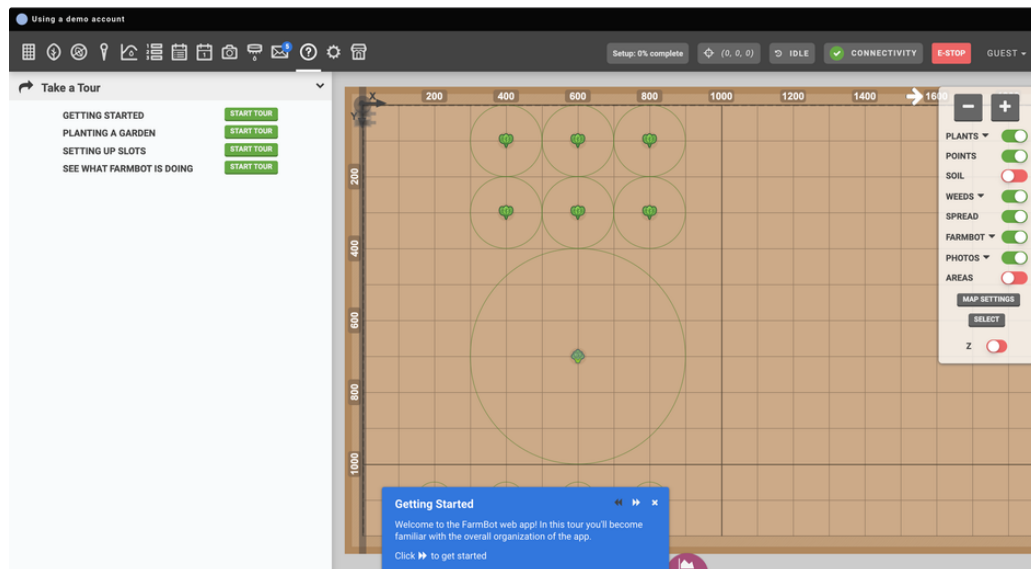 Using a demo account
5
Setup: 0% complete
(0, 0, 0)
IDLE
CONNECTIVITY
E-STOP
GUEST
Take a Tour
GETTING STARTED START TOUR
PLANTING A GARDEN START TOUR
SETTING UP SLOTS START TOUR
SEE WHAT FARMBOT IS DOING START TOUR
X
Y
200 400 600 800 1000 1200 1400
200
400
600
800
1000
PLANTS
POINTS
SOIL
WEEDS
SPREAD
FARMBOT
PHOTOS
AREAS
MAP SETTINGS
SELECT
Z
Getting Started
Welcome to the FarmBot web app! In this tour you'll become
familiar with the overall organization of the app.
Click to get started